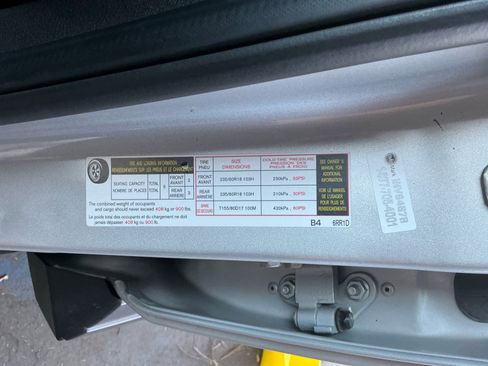 TIRE AND LOADING INFORMATION
RENSEIGNEMENTS SUR LES PNEUS ET LE CHARGEMENT
SEATING CAPACITY
NOMBRE DE PLACES
TOTAL
TOTAL
5
FRONT
AVANT
2
REAR
ARRIÈRE
3
The combined weight of occupants
and cargo should never exceed 408 kg or 900 lbs.
Le poids total des occupants et du chargement ne doit
jamais dépasser 408 kg ou 900 lb.
TIRE
PNEU
SIZE
DIMENSIONS
COLD TIRE PRESSURE
PRESSION DES
PNEUS À FROID
FRONT
AVANT
235/60R18 103H
REAR
ARRIÈRE
235/60R18 103H
210kPa,
SPARE
DE SECOURS
T165/80D17 100M
420kPa, 60PSI
SEE OWNER'S
MANUAL FOR
ADDITIONAL
INFORMATION
VOIR LE MANUEL
DE L'USAGER
POUR PLUS DE
RENSEIGNEMENTS
B4 6RR1D